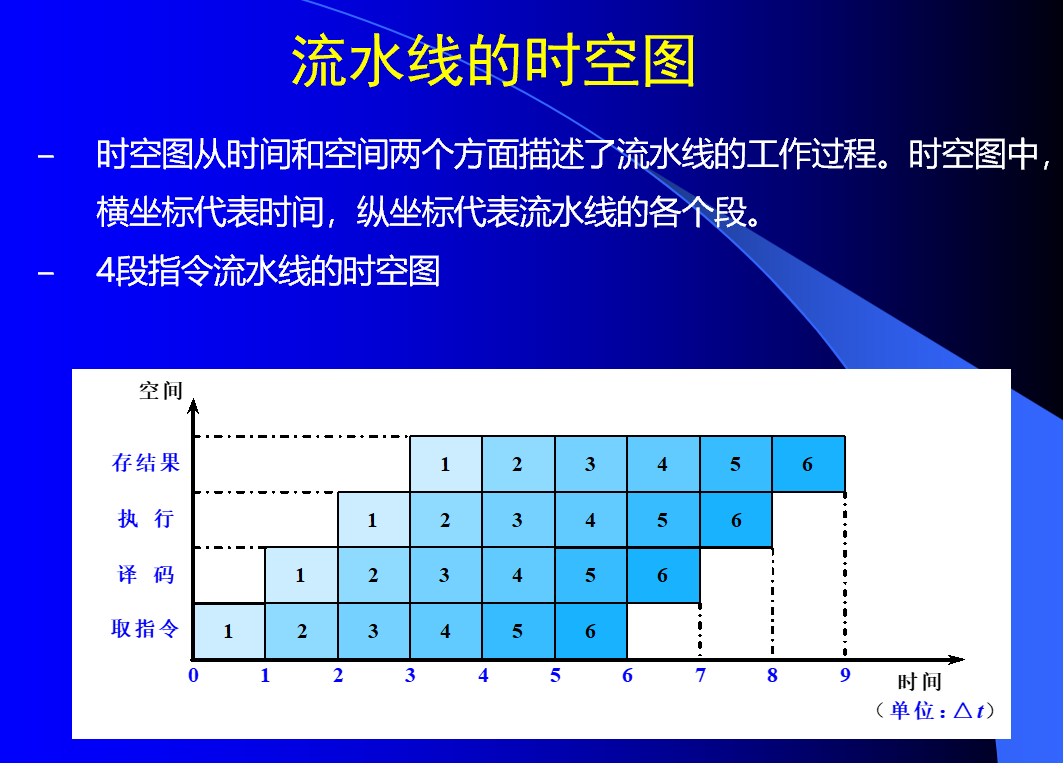 流水线的时空图
– 时空图从时间和空间两个方面描述了流水线的工作过程。时空图中，
横坐标代表时间，纵坐标代表流水线的各个段。
– 4段指令流水线的时空图
空间
存结果 1 2 3 4 5 6
执 行 1 2 3 4 5 6
译 码 1 2 3 4 5 6
取指令 1 2 3 4 5 6
0 1 2 3 4 5 6 7 8 9
时间
（单位：△t）